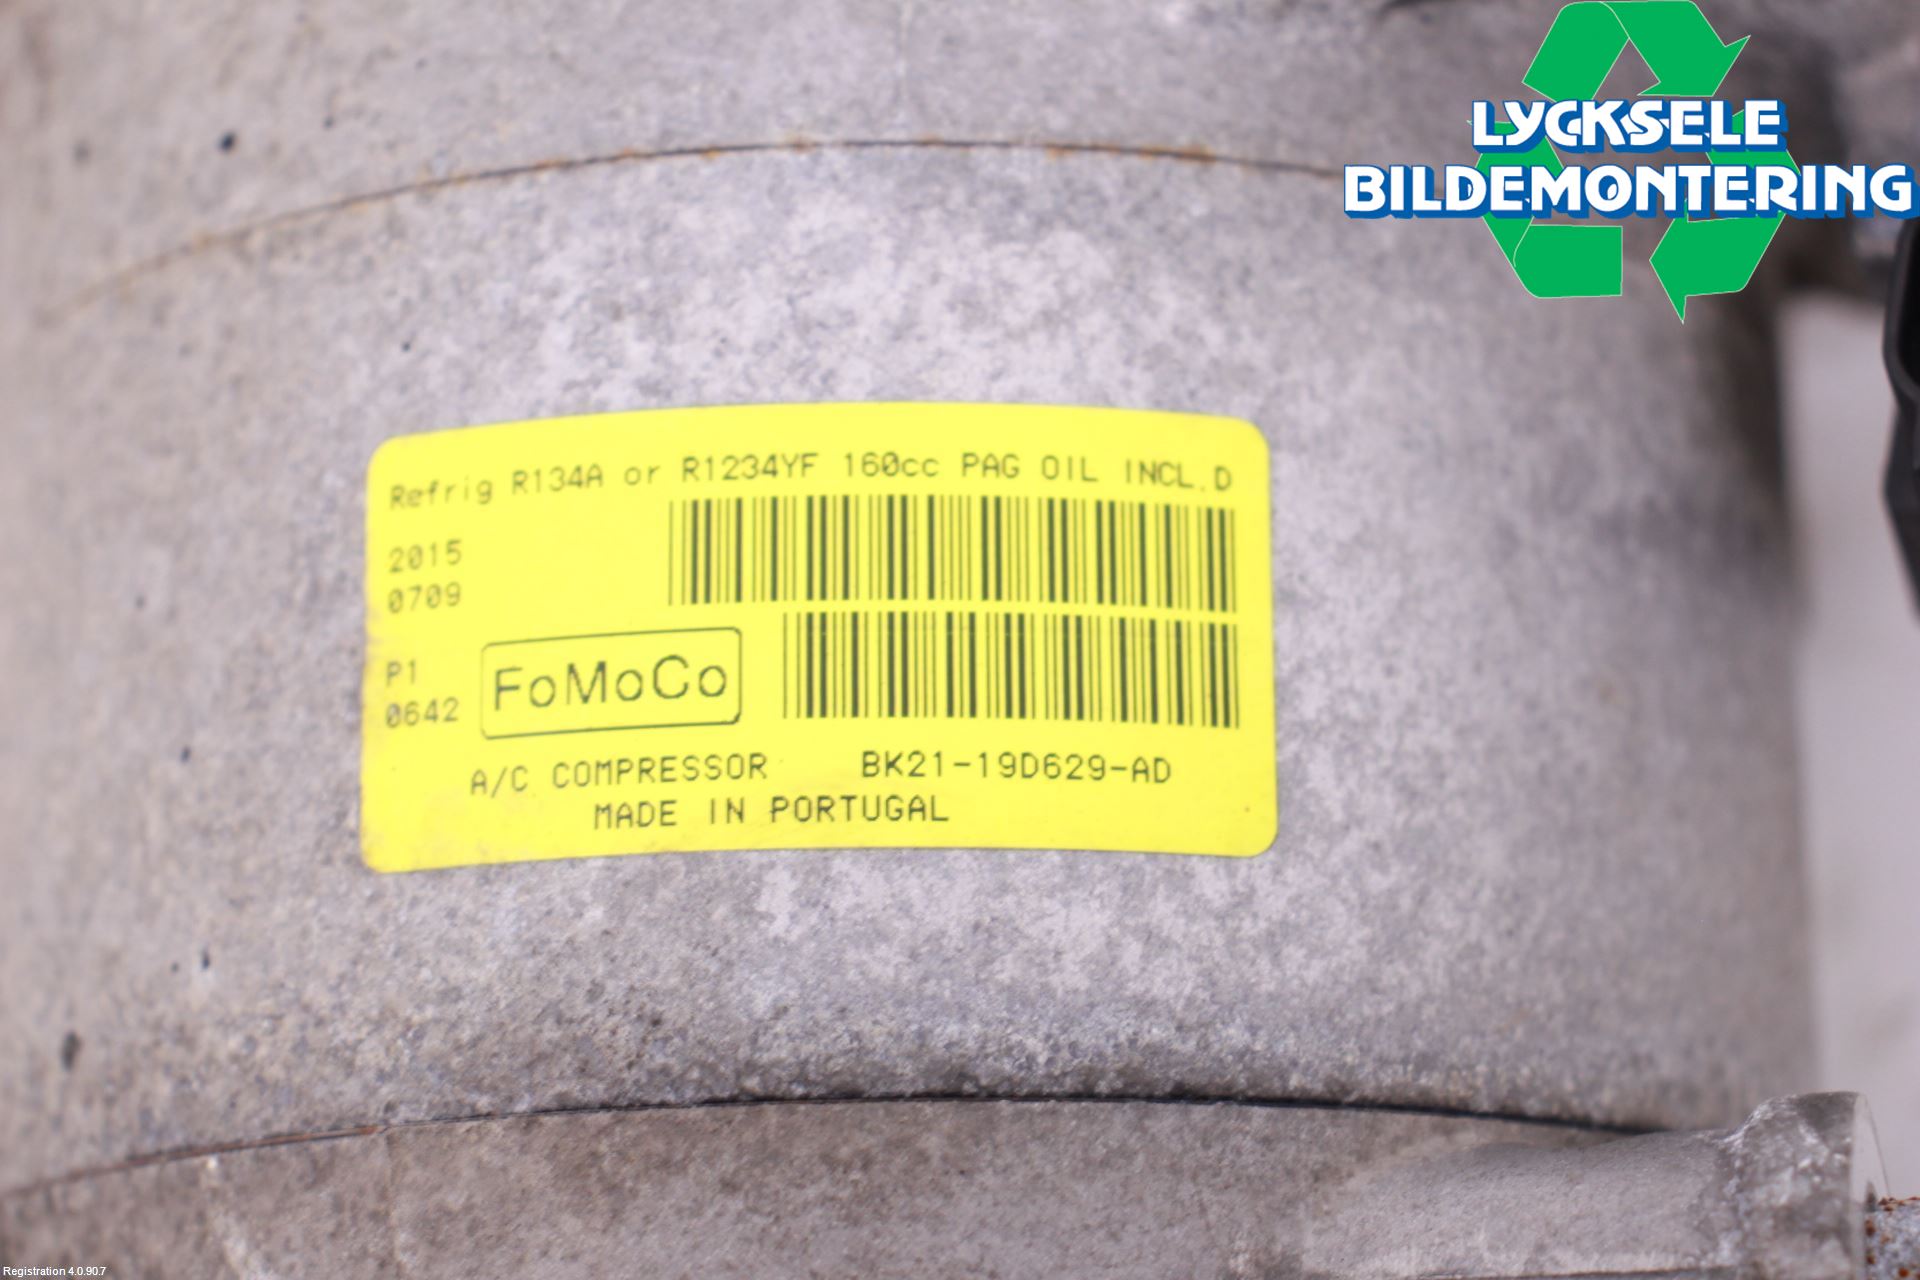 LYCKSELE
BILDEMONTERING
Refrig R134A or R1234YF 160cc PAG OIL INCL.D
2015
0709
P1
0642
FoMoCo
A/C COMPRESSOR BK21-19D629-AD
MADE IN PORTUGAL
Registration 4.0.90.7